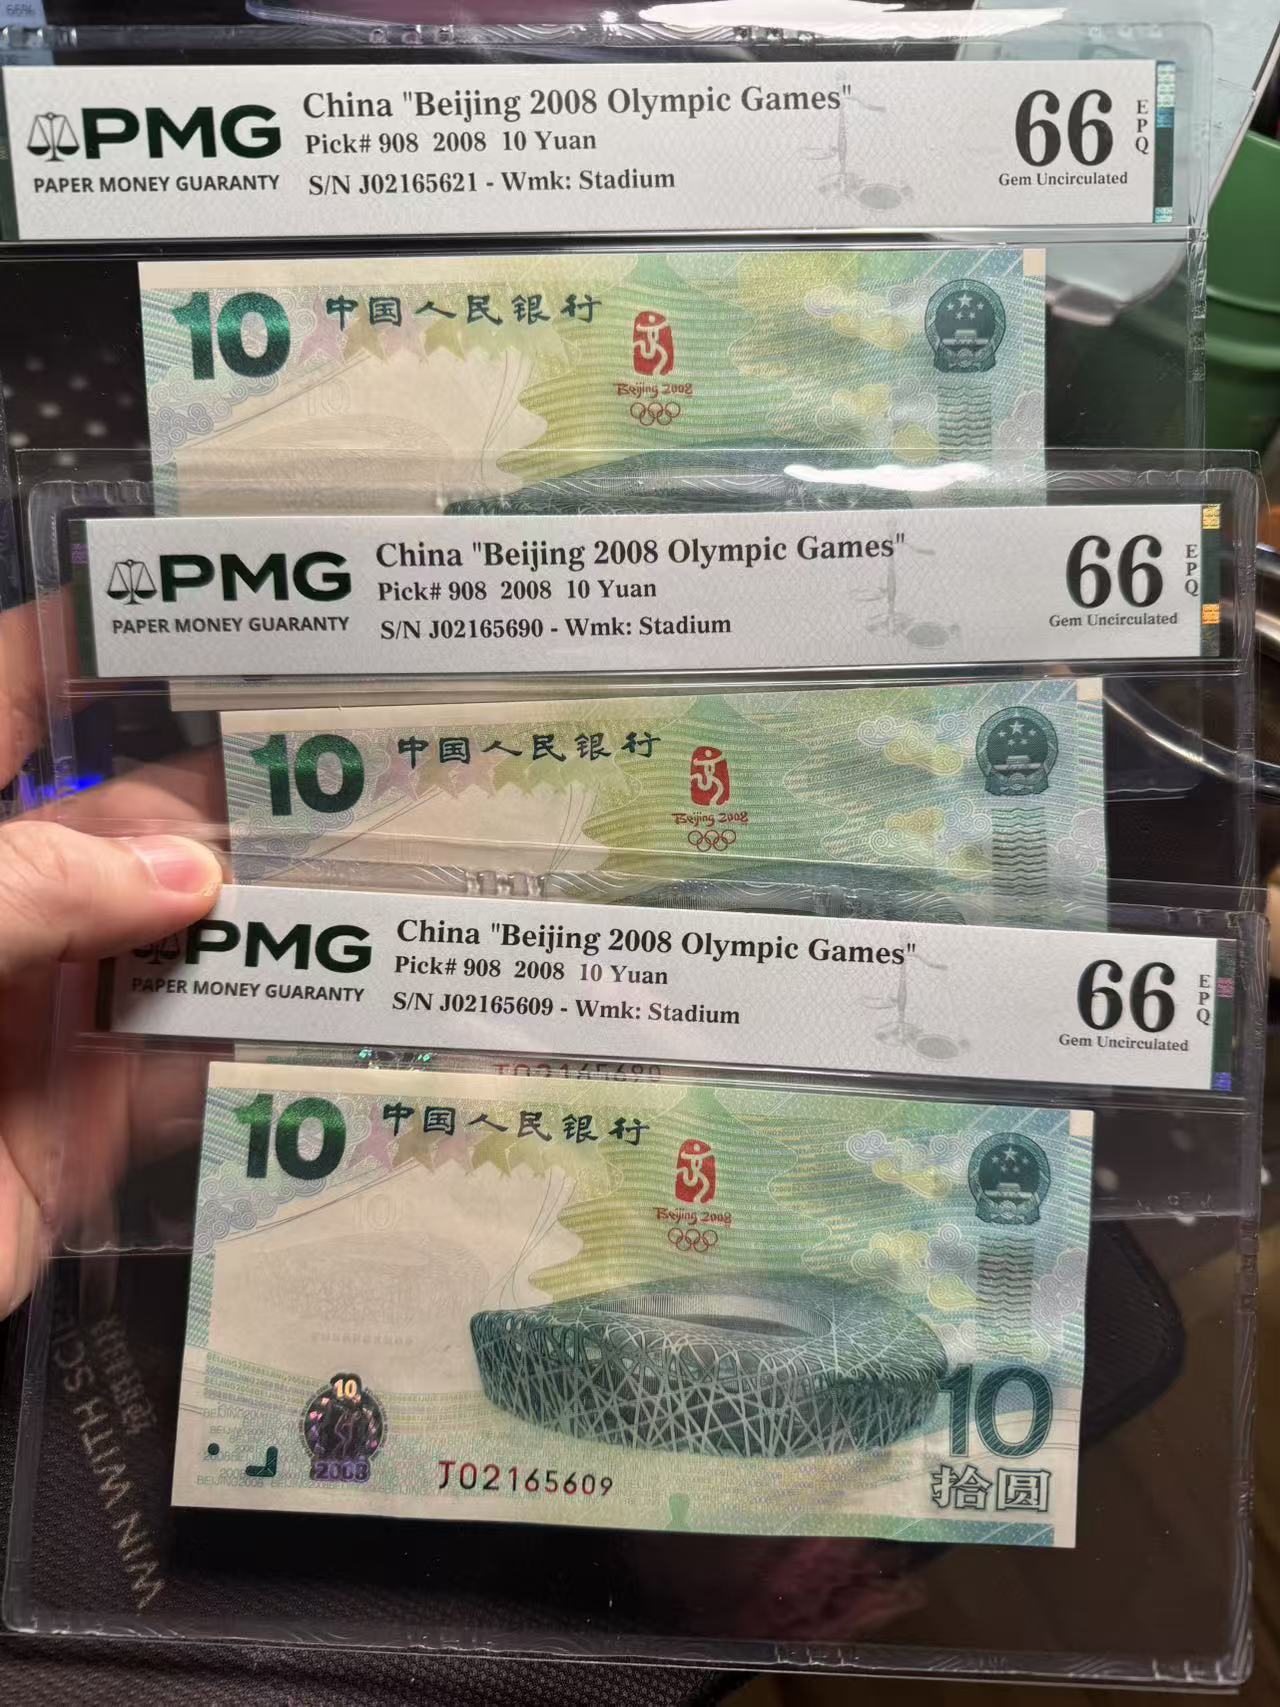 66%
PMG
PAPER MONEY GUARANTY
China "Beijing 2008 Olympic Games"
Pick# 908 2008 10 Yuan
S/N J02165621 - Wmk: Stadium
66
EPQ
Gem Uncirculated
10
中国人民银行
Beijing 2008
PMG
PAPER MONEY GUARANTY
China "Beijing 2008 Olympic Games"
Pick# 908 2008 10 Yuan
S/N J02165690 - Wmk: Stadium
66
EPQ
Gem Uncirculated
10
中国人民银行
Beijing 2008
PMG
PAPER MONEY GUARANTY
China "Beijing 2008 Olympic Games"
Pick# 908 2008 10 Yuan
S/N J02165609 - Wmk: Stadium
66
EPQ
Gem Uncirculated
J02165690
10
中国人民银行
Beijing 2008
10
10
2008
J02165609
10
拾圆
WIN WITH